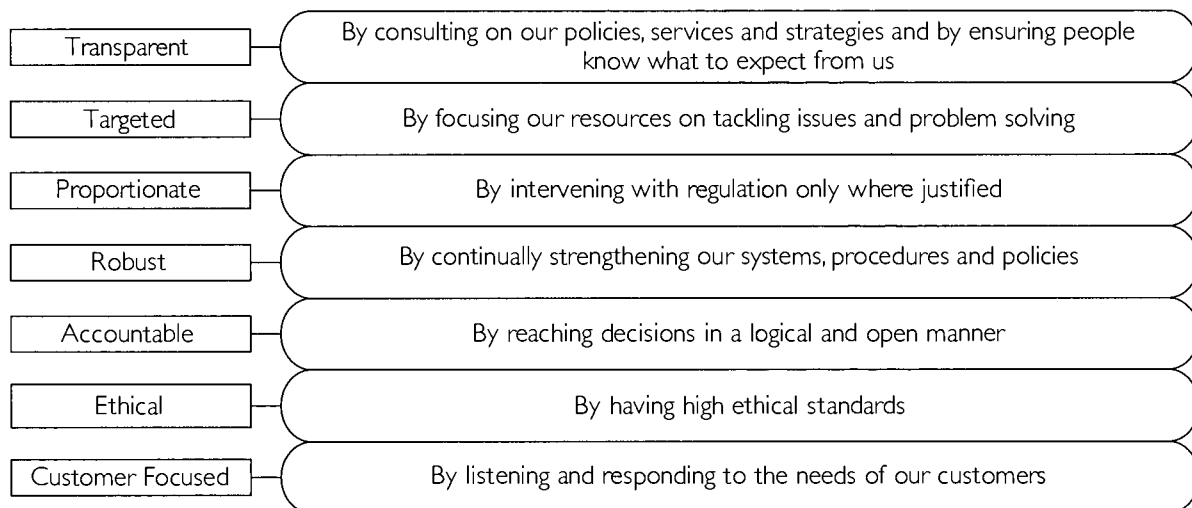 Transparent
By consulting on our policies, services and strategies and by ensuring people
know what to expect from us
Targeted
By focusing our resources on tackling issues and problem solving
Proportionate
By intervening with regulation only where justified
Robust
By continually strengthening our systems, procedures and policies
Accountable
By reaching decisions in a logical and open manner
Ethical
By having high ethical standards
Customer Focused
By listening and responding to the needs of our customers